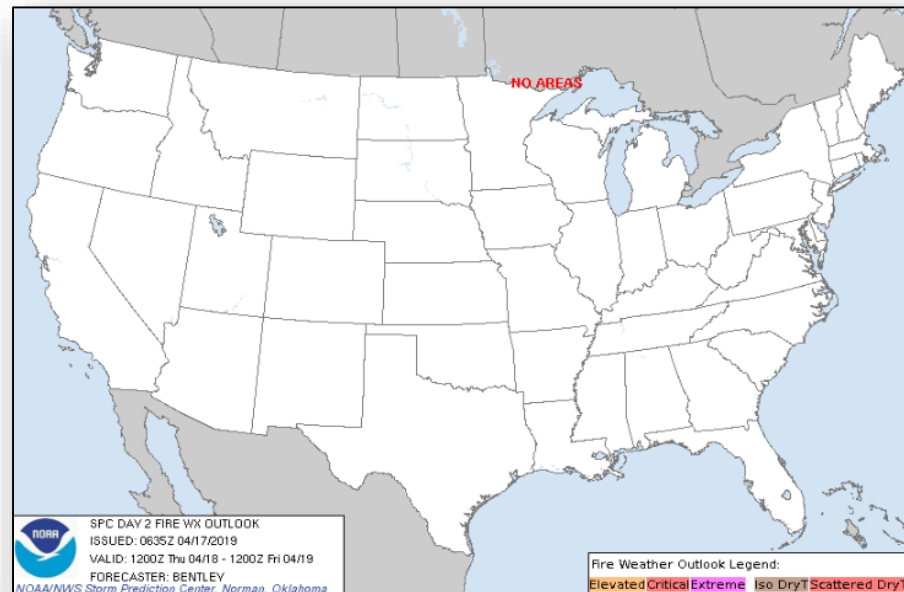 NO AREAS
NOAA
SPC DAY 2 FIRE WX OUTLOOK
ISSUED: 0635Z 04/17/2019
VALID: 1200Z Thu 04/18 - 1200Z Fri 04/19
FORECASTER: BENTLEY
NOAA/NWS Storm Prediction Center, Norman, Oklahoma
Fire Weather Outlook Legend:
Elevated Critical Extreme Iso DryT Scattered DryT